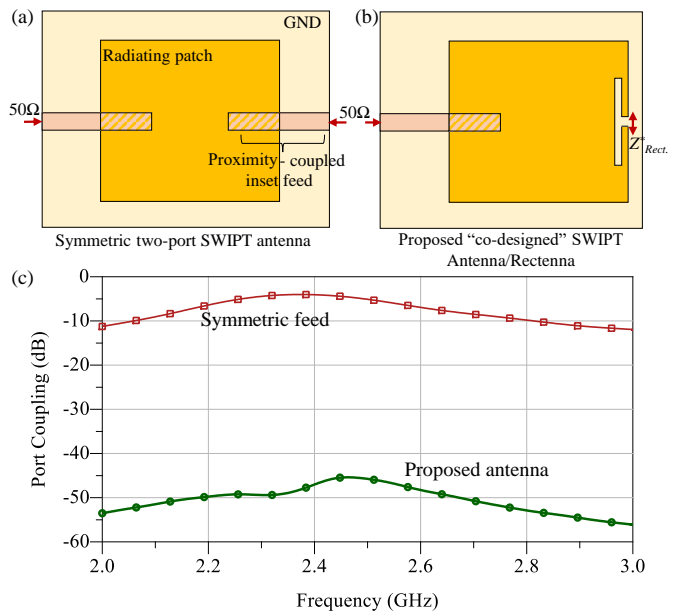 (a)
GND
Radiating patch
50Ω
Proximity - coupled
inset feed
Symmetric two-port SWIPT antenna
(b)
50Ω
Z*Rect.
Proposed “co-designed” SWIPT
Antenna/Rectenna
(c)
0
-10
-20
-30
-40
-50
-60
Port Coupling (dB)
Symmetric feed
Proposed antenna
2.0
2.2
2.4
2.6
2.8
3.0
Frequency (GHz)